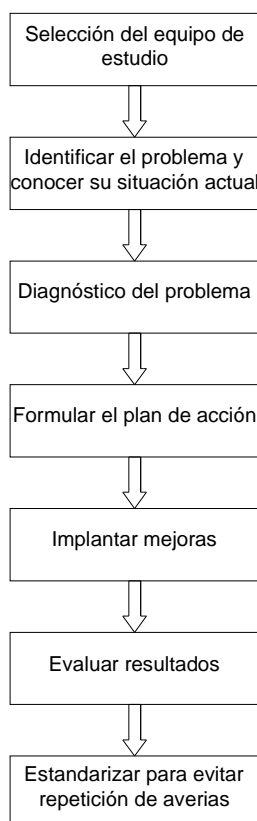 Selección del equipo de
estudio
Identificar el problema y
conocer su situación actual
Diagnóstico del problema
Formular el plan de acción
Implantar mejoras
Evaluar resultados
Estandarizar para evitar
repetición de averias